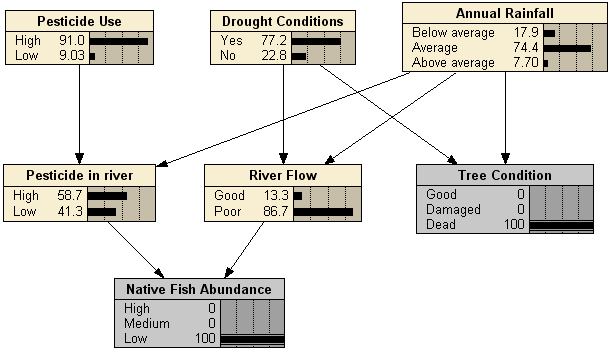 Pesticide Use
High 91.0
Low 9.03
Drought Conditions
Yes 77.2
No 22.8
Annual Rainfall
Below average 17.9
Average 74.4
Above average 7.70
Pesticide in river
High 58.7
Low 41.3
River Flow
Good 13.3
Poor 86.7
Tree Condition
Good 0
Damaged 0
Dead 100
Native Fish Abundance
High 0
Medium 0
Low 100